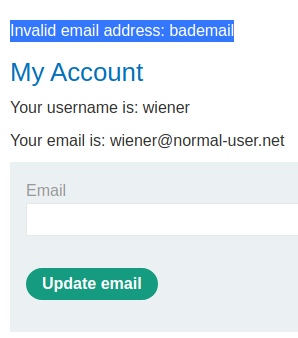 Invalid email address: bademail
My Account
Your username is: wiener
Your email is: wiener@normal-user.net
Email
Update email